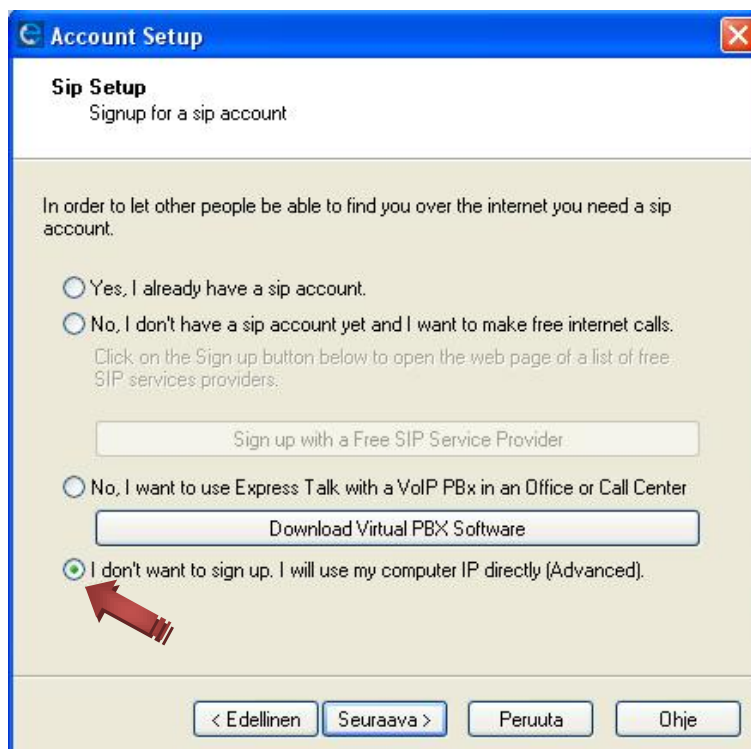 Account Setup
Sip Setup
Signup for a sip account
In order to let other people be able to find you over the internet you need a sip
account.
Yes, I already have a sip account.
No, I don't have a sip account yet and I want to make free internet calls.
Click on the Sign up button below to open the web page of a list of free
SIP services providers.
Sign up with a Free SIP Service Provider
No, I want to use Express Talk with a VoIP PBx in an Office or Call Center
Download Virtual PBX Software
I don't want to sign up. I will use my computer IP directly (Advanced).
< Edellinen Seuraava > Peruuta Ohje